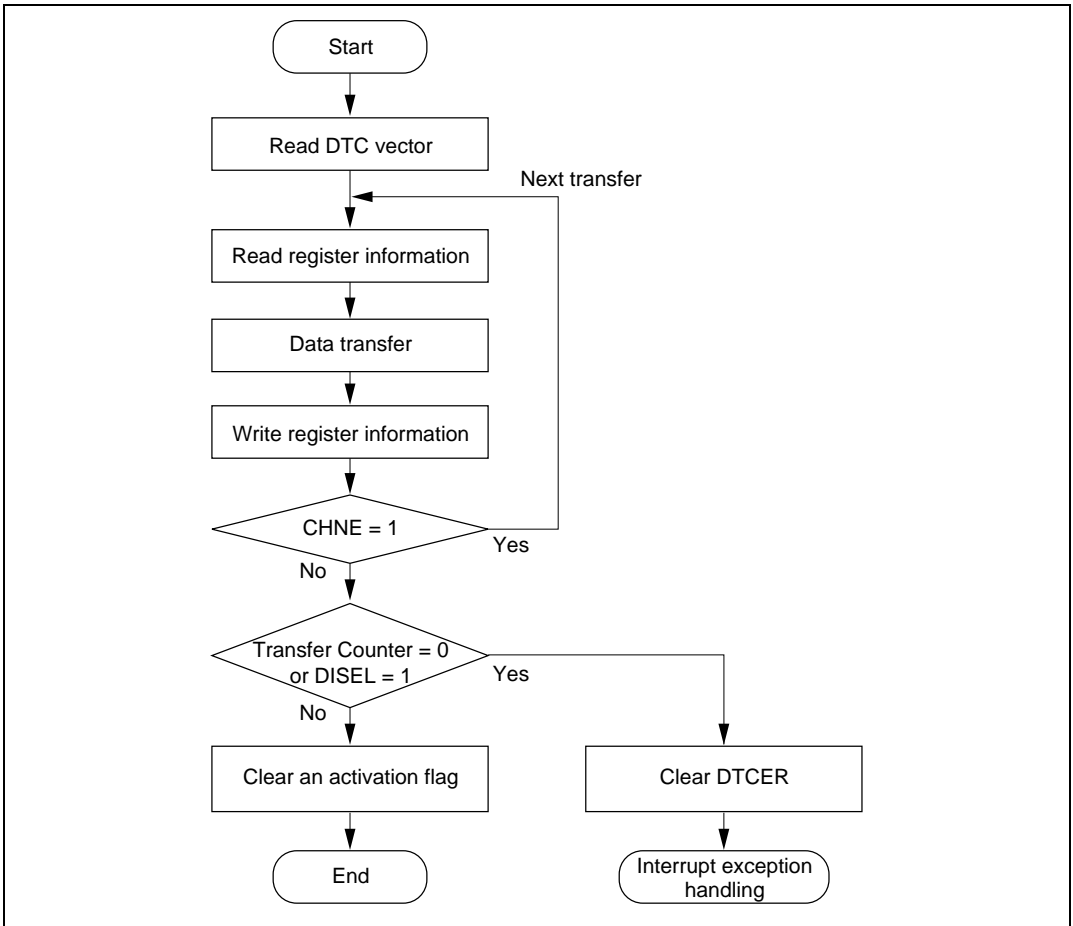 Start
Read DTC vector
Next transfer
Read register information
Data transfer
Write register information
CHNE = 1
Yes
No
Transfer Counter = 0
or DISEL = 1
Yes
No
Clear an activation flag
Clear DTCER
End
Interrupt exception
handling